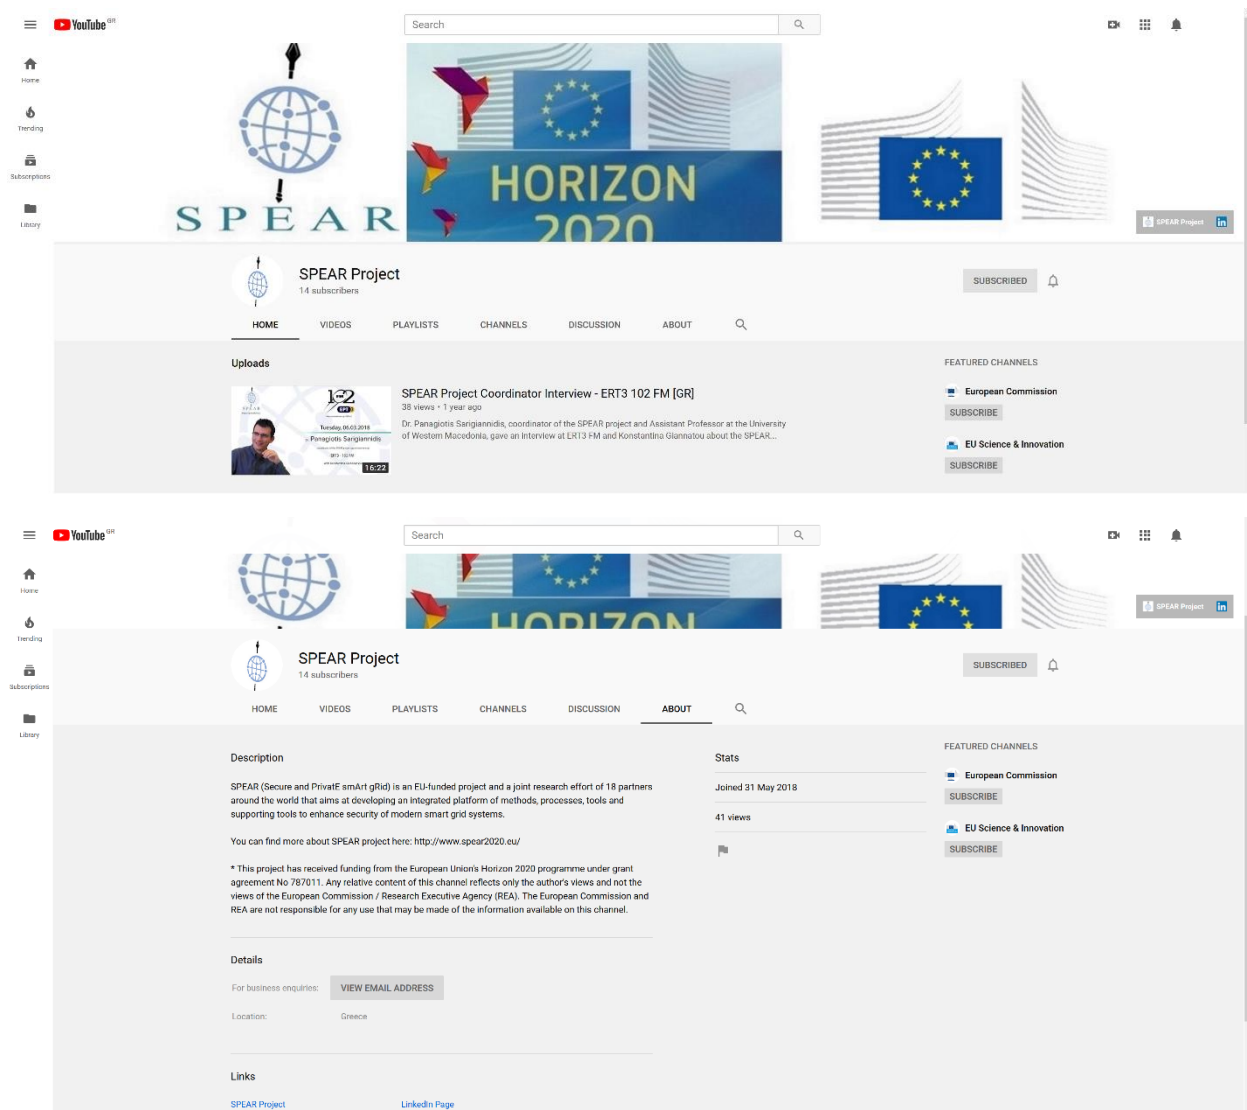 YouTube GR
Search
Home
Trending
Subscriptions
Library
SPEAR
HORIZON
2020
SPEAR Project
SPEAR Project
14 subscribers
SUBSCRIBED
HOME VIDEOS PLAYLISTS CHANNELS DISCUSSION ABOUT
Uploads
SPEAR
102
FM
ΕΡΤ3
Tuesday, 06.03.2018
Panagiotis Sarigiannidis
16:22
SPEAR Project Coordinator Interview - ERT3 102 FM [GR]
38 views • 1 year ago
Dr. Panagiotis Sarigiannidis, coordinator of the SPEAR project and Assistant Professor at the University
of Western Macedonia, gave an interview at ERT3 FM and Konstantina Giannatou about the SPEAR...
FEATURED CHANNELS
European Commission
SUBSCRIBE
EU Science & Innovation
SUBSCRIBE
YouTube GR
Search
Home
Trending
Subscriptions
Library
HORIZON
SPEAR Project
SPEAR Project
14 subscribers
SUBSCRIBED
HOME VIDEOS PLAYLISTS CHANNELS DISCUSSION ABOUT
Description
SPEAR (Secure and PrivatE smArt gRid) is an EU-funded project and a joint research effort of 18 partners
around the world that aims at developing an integrated platform of methods, processes, tools and
supporting tools to enhance security of modern smart grid systems.
You can find more about SPEAR project here: http://www.spear2020.eu/
* This project has received funding from the European Union's Horizon 2020 programme under grant
agreement No 787011. Any relative content of this channel reflects only the author's views and not the
views of the European Commission / Research Executive Agency (REA). The European Commission and
REA are not responsible for any use that may be made of the information available on this channel.
Details
For business enquiries: VIEW EMAIL ADDRESS
Location: Greece
Links
SPEAR Project LinkedIn Page
Stats
Joined 31 May 2018
41 views
FEATURED CHANNELS
European Commission
SUBSCRIBE
EU Science & Innovation
SUBSCRIBE